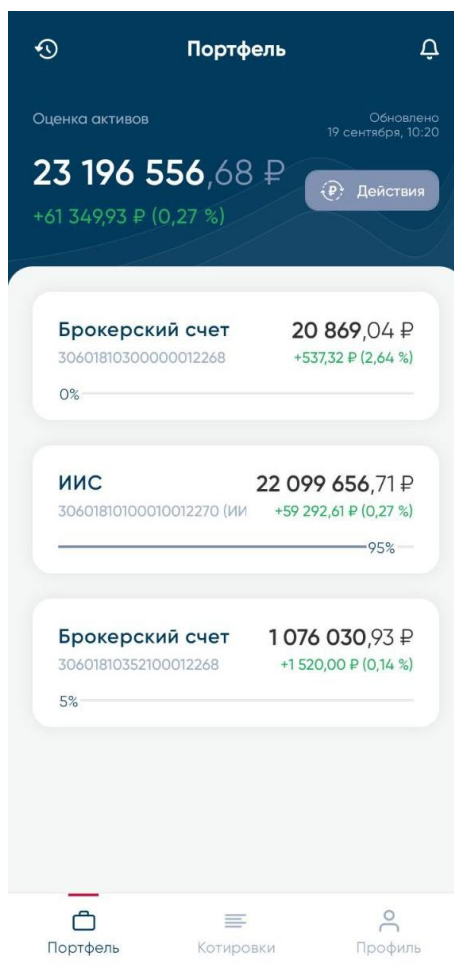 Портфель
Оценка активов
Обновлено
19 сентября, 10:20
23 196 556,68 ₽
Действия
+61 349,93 ₽ (0,27 %)
Брокерский счет
20 869,04 ₽
30601810300000012268
+537,32 ₽ (2,64 %)
0%
ИИС
22 099 656,71 ₽
30601810100010012270 (ИИ
+59 292,61 ₽ (0,27 %)
95%
Брокерский счет
1 076 030,93 ₽
30601810352100012268
+1 520,00 ₽ (0,14 %)
5%
Портфель
Котировки
Профиль